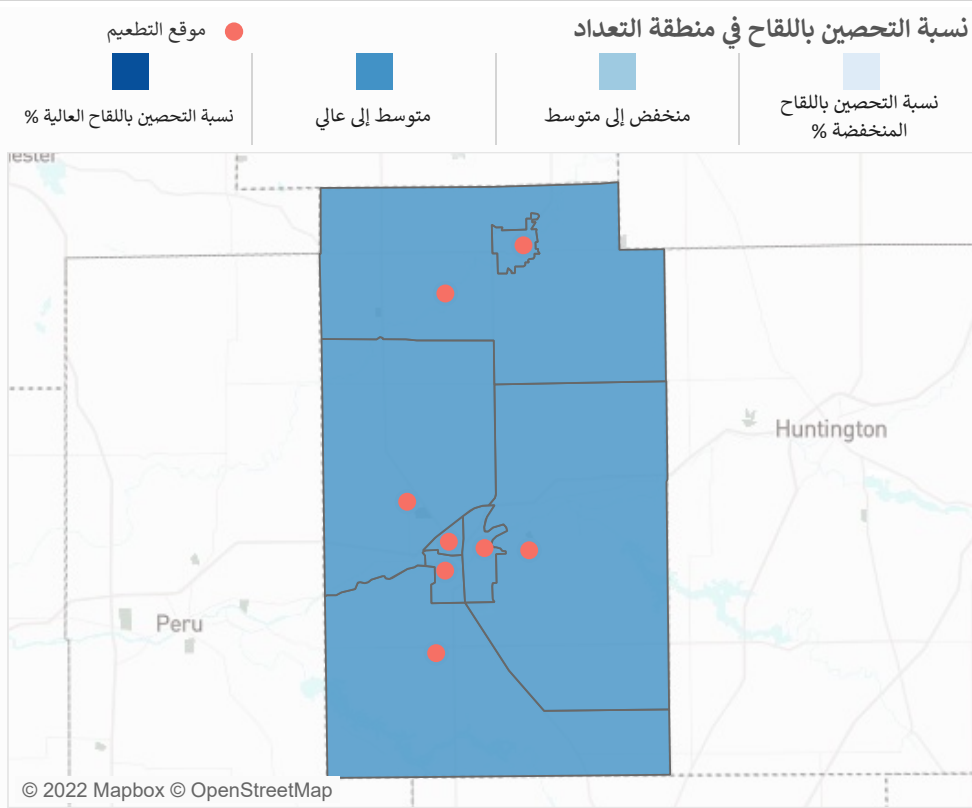 نسبة التحصين باللقاح في منطقة التعداد
موقع التطعيم
نسبة التحصين باللقاح
المنخفضة %
منخفض إلى متوسط
متوسط إلى عالي
نسبة التحصين باللقاح العالية %
Huntington
Peru
© 2022 Mapbox © OpenStreetMap